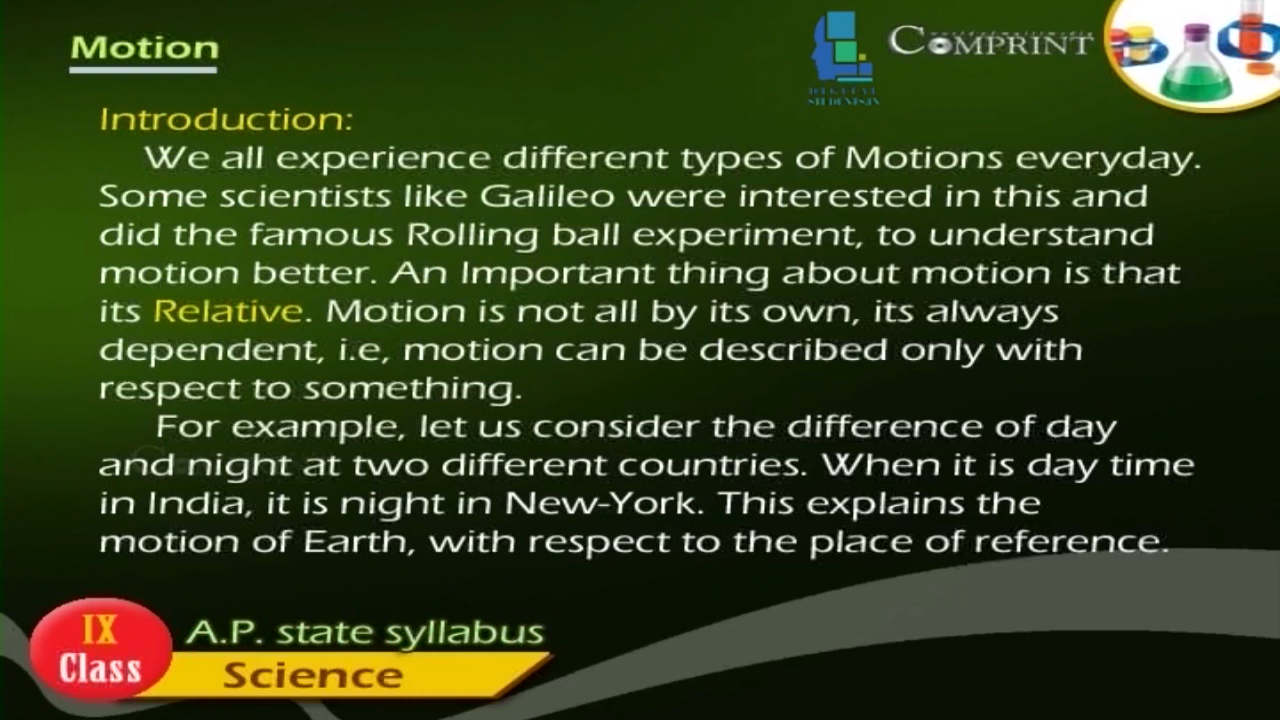 Motion
COMPRINT
DIGITAL
STUDENTS.IN
Introduction:
We all experience different types of Motions everyday.
Some scientists like Galileo were interested in this and
did the famous Rolling ball experiment, to understand
motion better. An Important thing about motion is that
its Relative. Motion is not all by its own, its always
dependent, i.e, motion can be described only with
respect to something.
For example, let us consider the difference of day
and night at two different countries. When it is day time
in India, it is night in New-York. This explains the
motion of Earth, with respect to the place of reference.
IX
Class
A.P. state syllabus
Science